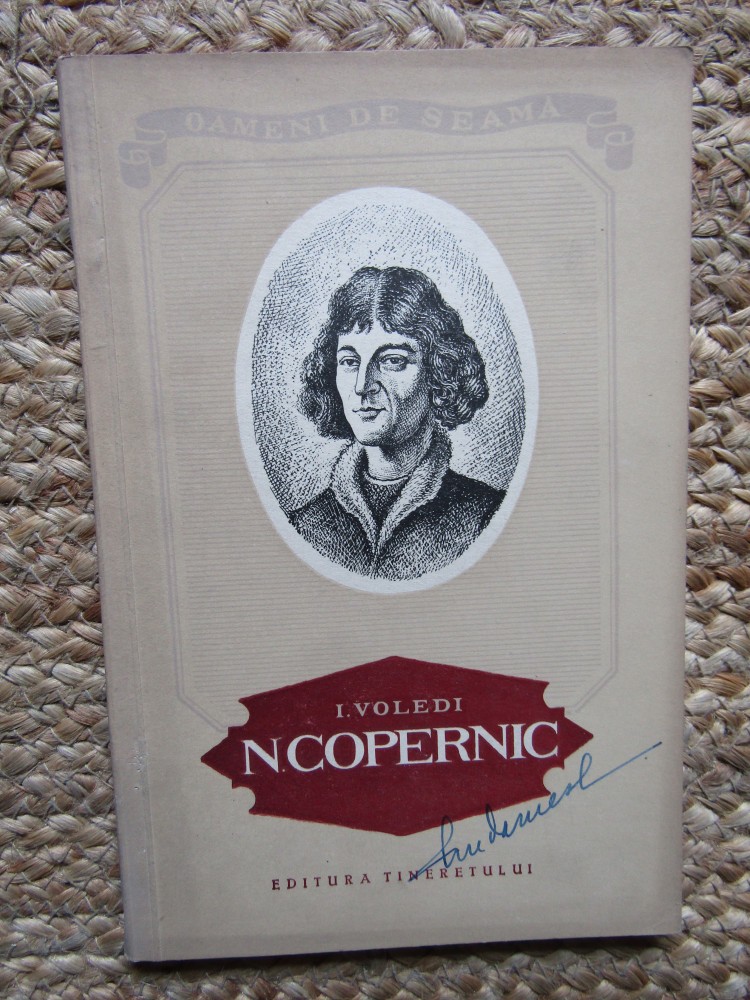 OAMENI DE SEAMĂ
I. VOLEDI
N. COPERNIC
EDITURA TINERETULUI